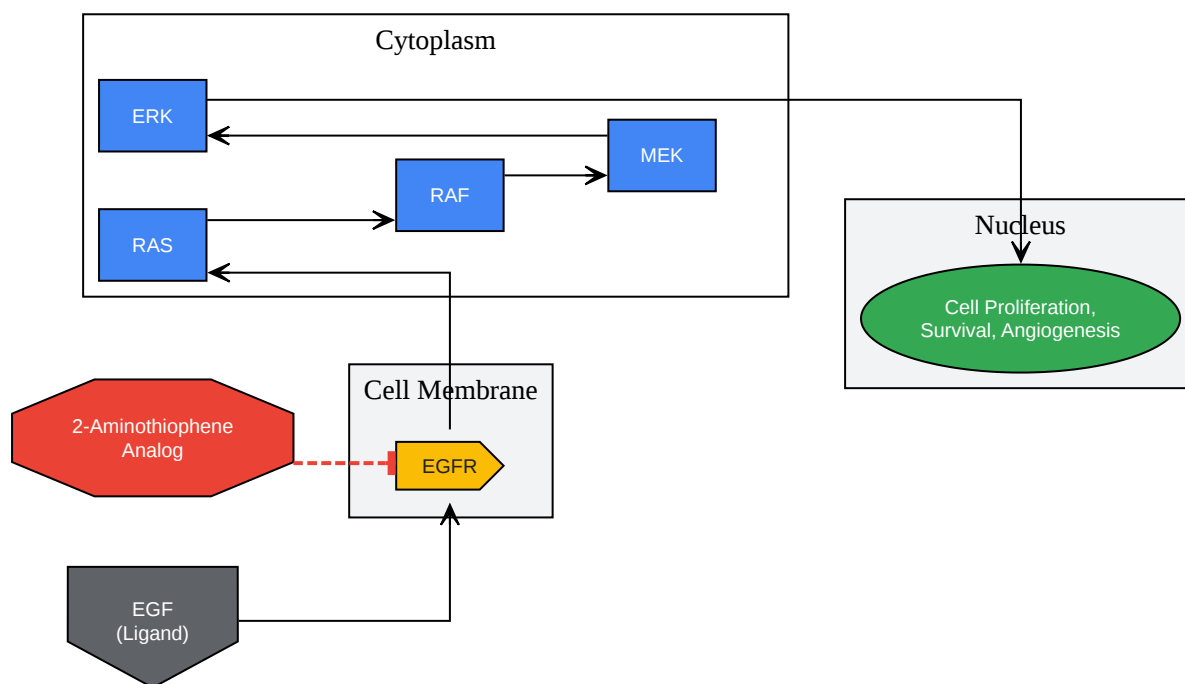 Cytoplasm
ERK
MEK
RAF
RAS
Nucleus
Cell Proliferation,
Survival, Angiogenesis
Cell Membrane
2-Aminothiophene
Analog
EGFR
EGF
(Ligand)